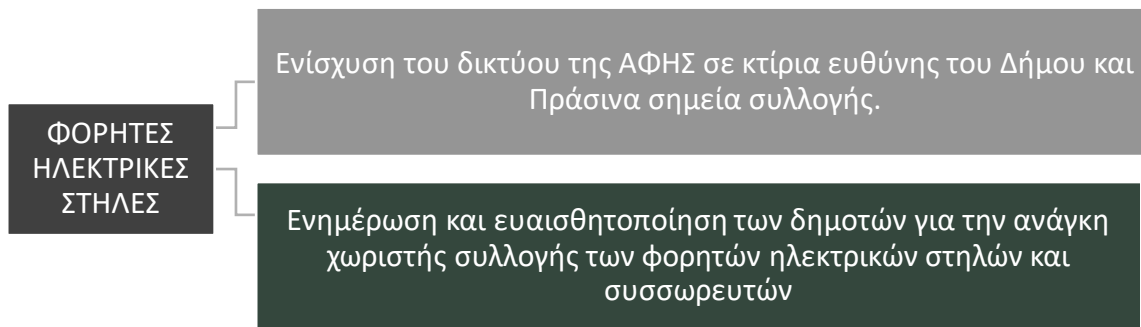 ΦΟΡΗΤΕΣ
ΗΛΕΚΤΡΙΚΕΣ
ΣΤΗΛΕΣ
Ενίσχυση του δικτύου της ΑΦΗΣ σε κτίρια ευθύνης του Δήμου και
Πράσινα σημεία συλλογής.
Ενημέρωση και ευαισθητοποίηση των δημοτών για την ανάγκη
χωριστής συλλογής των φορητών ηλεκτρικών στηλών και
συσσωρευτών